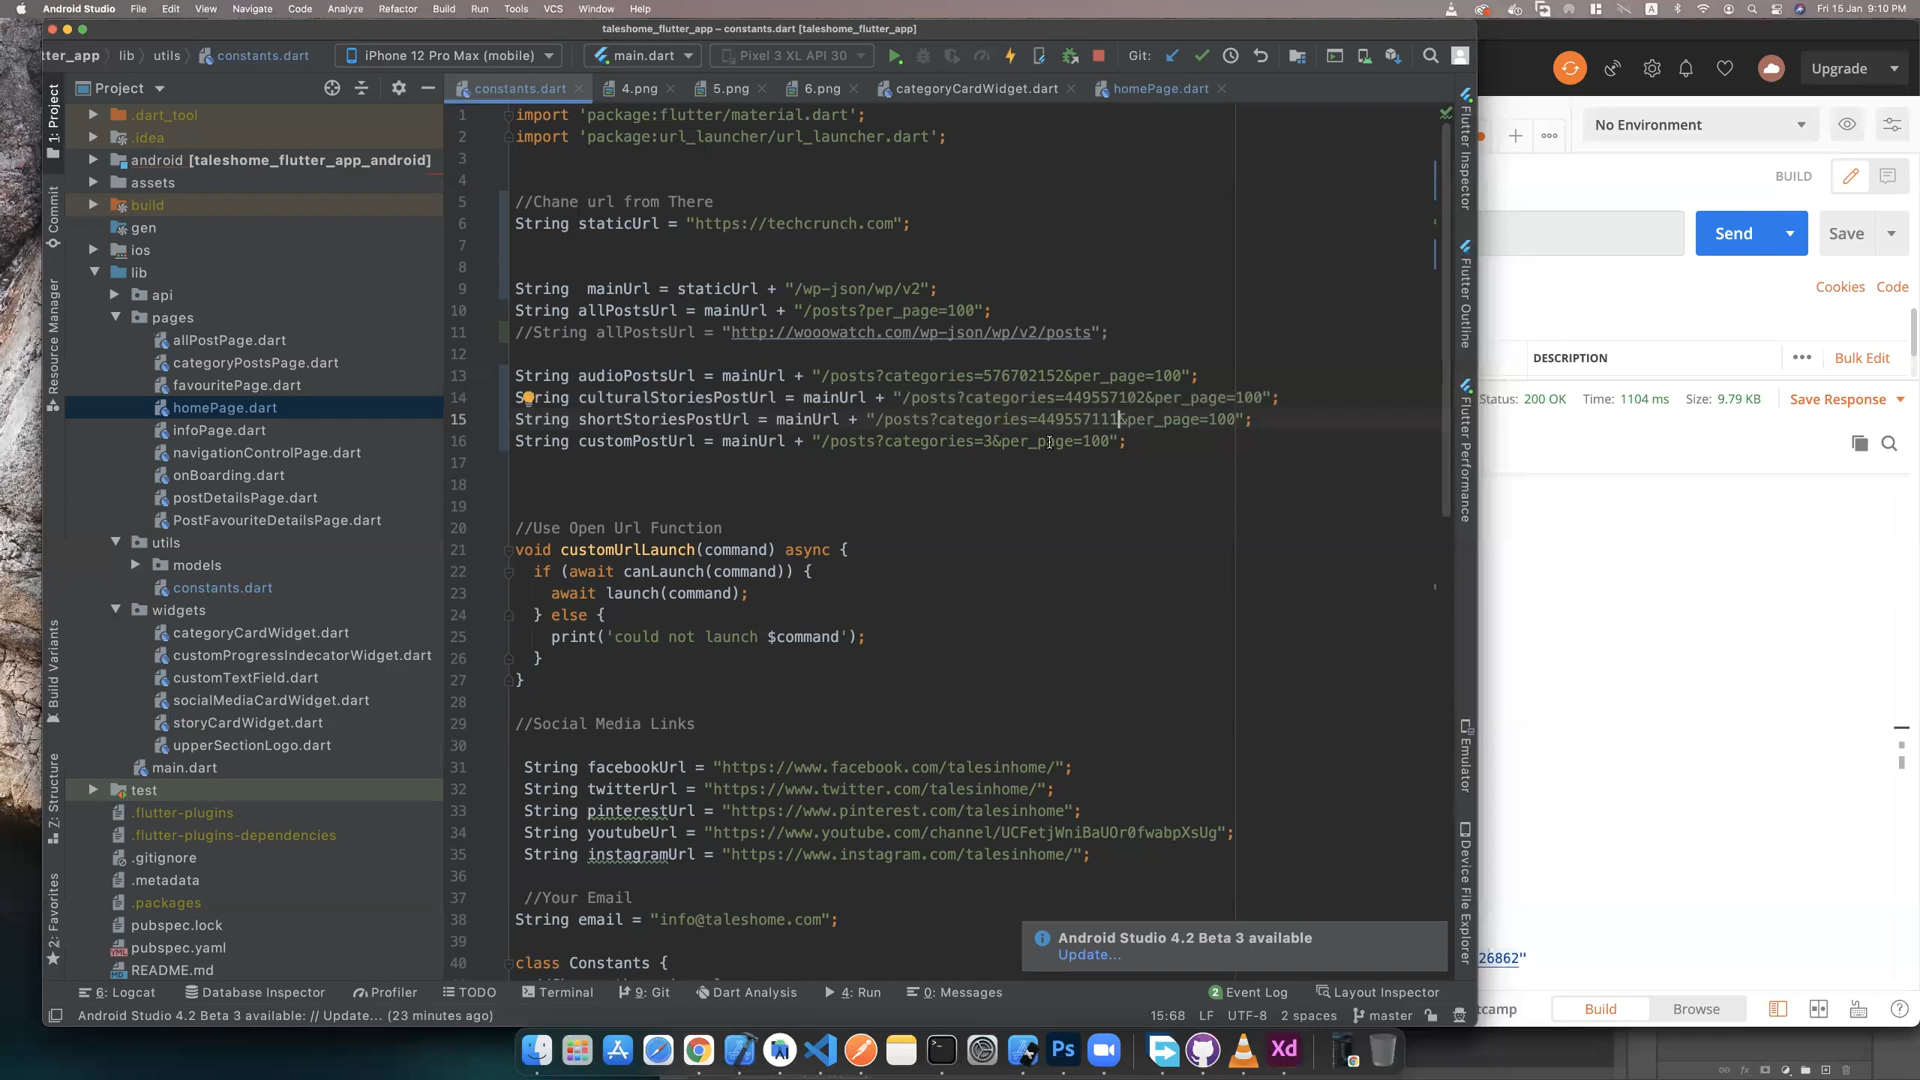 Android Studio File Edit View Navigate Code Analyze Refactor Build Run Tools VCS Window Help
Fri 15 Jan 9:10 PM
taleshome_flutter_app – constants.dart [taleshome_flutter_app]
tter_app lib utils constants.dart iPhone 12 Pro Max (mobile) main.dart Pixel 3 XL API 30 Git:
Upgrade
Project
constants.dart 4.png 5.png 6.png categoryCardWidget.dart homePage.dart
No Environment
BUILD
Send
Save
Cookies Code
DESCRIPTION
Bulk Edit
Status: 200 OK Time: 1104 ms Size: 9.79 KB Save Response
26862"
tcamp Build Browse
1: Project
Commit
Resource Manager
Build Variants
Z: Structure
2: Favorites
.dart_tool
.idea
android [taleshome_flutter_app_android]
assets
build
gen
ios
lib
api
pages
allPostPage.dart
categoryPostsPage.dart
favouritePage.dart
homePage.dart
infoPage.dart
navigationControlPage.dart
onBoarding.dart
postDetailsPage.dart
PostFavouriteDetailsPage.dart
utils
models
constants.dart
widgets
categoryCardWidget.dart
customProgressIndecatorWidget.dart
customTextField.dart
socialMediaCardWidget.dart
storyCardWidget.dart
upperSectionLogo.dart
main.dart
test
.flutter-plugins
.flutter-plugins-dependencies
.gitignore
.metadata
.packages
pubspec.lock
pubspec.yaml
README.md
1 import 'package:flutter/material.dart';
2 import 'package:url_launcher/url_launcher.dart';
3
4
5 //Chane url from There
6 String staticUrl = "https://techcrunch.com";
7
8
9 String  mainUrl = staticUrl + "/wp-json/wp/v2";
10 String allPostsUrl = mainUrl + "/posts?per_page=100";
11 //String allPostsUrl = "http://wooowatch.com/wp-json/wp/v2/posts";
12
13 String audioPostsUrl = mainUrl + "/posts?categories=576702152&per_page=100";
14 String culturalStoriesPostUrl = mainUrl + "/posts?categories=449557102&per_page=100";
15 String shortStoriesPostUrl = mainUrl + "/posts?categories=449557111&per_page=100";
16 String customPostUrl = mainUrl + "/posts?categories=3&per_page=100";
17
18
19
20 //Use Open Url Function
21 void customUrlLaunch(command) async {
22 if (await canLaunch(command)) {
23 await launch(command);
24 } else {
25 print('could not launch $command');
26 }
27 }
28
29 //Social Media Links
30
31 String facebookUrl = "https://www.facebook.com/talesinhome/";
32 String twitterUrl = "https://www.twitter.com/talesinhome/";
33 String pinterestUrl = "https://www.pinterest.com/talesinhome";
34 String youtubeUrl = "https://www.youtube.com/channel/UCFetjWniBaUOr0fwabpXsUg";
35 String instagramUrl = "https://www.instagram.com/talesinhome/";
36
37 //Your Email
38 String email = "info@taleshome.com";
39
40 class Constants {
Flutter Inspector
Flutter Outline
Flutter Performance
Emulator
Device File Explorer
Android Studio 4.2 Beta 3 available
Update...
6: Logcat Database Inspector Profiler TODO Terminal 9: Git Dart Analysis 4: Run 0: Messages 2 Event Log Layout Inspector
Android Studio 4.2 Beta 3 available: // Update... (23 minutes ago) 15:68 LF UTF-8 2 spaces master
Ps
Xd